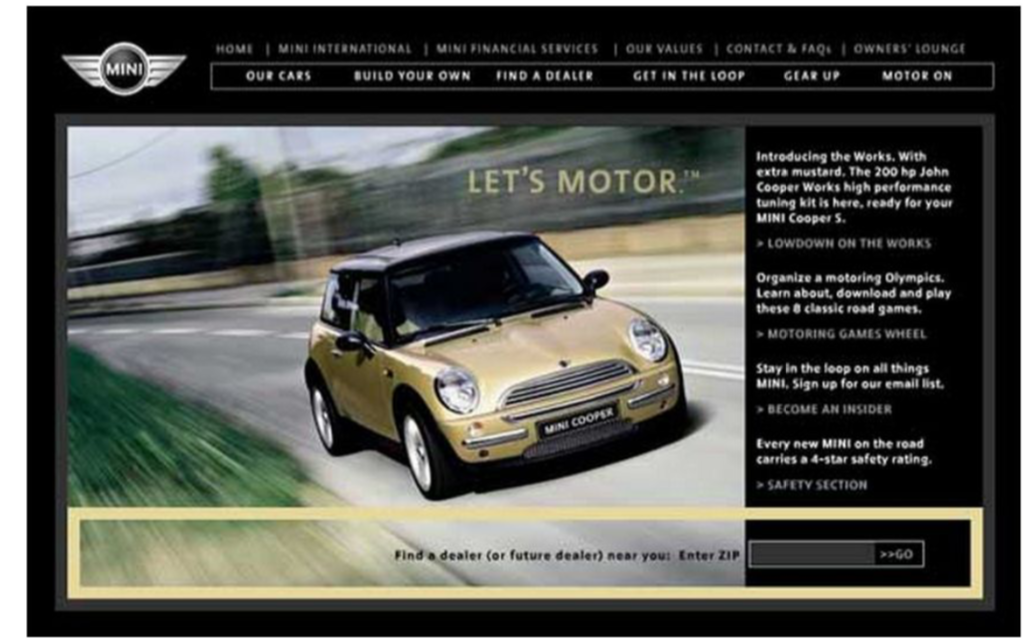 MINI
HOME | MINI INTERNATIONAL | MINI FINANCIAL SERVICES | OUR VALUES | CONTACT & FAQs | OWNERS' LOUNGE
OUR CARS BUILD YOUR OWN FIND A DEALER GET IN THE LOOP GEAR UP MOTOR ON
LET'S MOTOR.™
MINI COOPER
Introducing the Works. With
extra mustard. The 200 hp John
Cooper Works high performance
tuning kit is here, ready for your
MINI Cooper S.
> LOWDOWN ON THE WORKS
Organize a motoring Olympics.
Learn about, download and play
these 8 classic road games.
> MOTORING GAMES WHEEL
Stay in the loop on all things
MINI. Sign up for our email list.
> BECOME AN INSIDER
Every new MINI on the road
carries a 4-star safety rating.
> SAFETY SECTION
Find a dealer (or future dealer) near you: Enter ZIP >>GO